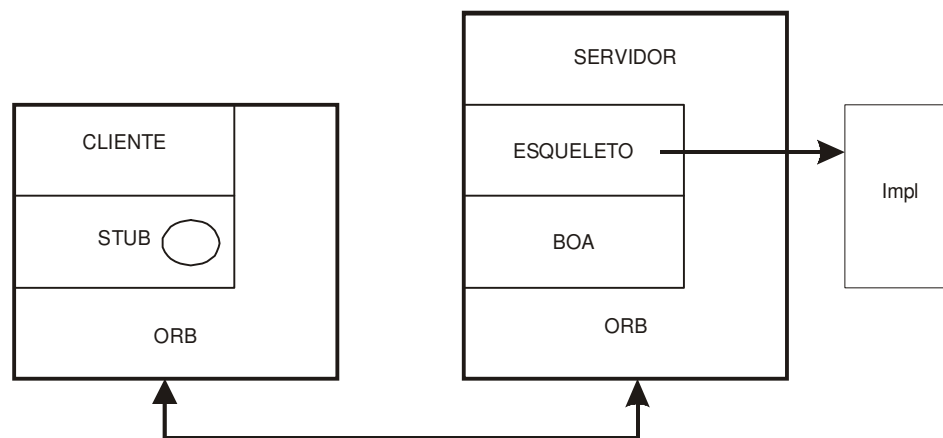 SERVIDOR
CLIENTE
ESQUELETO
Impl
STUB
BOA
ORB
ORB